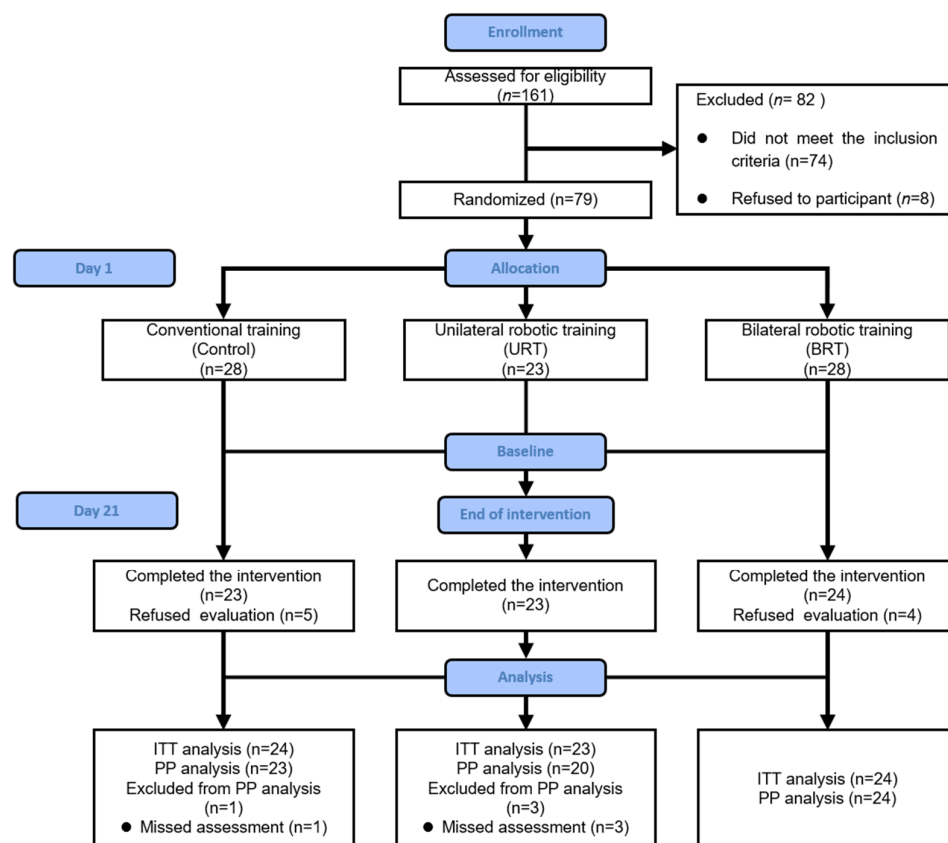 Enrollment
Assessed for eligibility
(n=161)
Excluded (n= 82 )
● Did not meet the inclusion
criteria (n=74)
● Refused to participant (n=8)
Randomized (n=79)
Day 1
Allocation
Conventional training
(Control)
(n=28)
Unilateral robotic training
(URT)
(n=23)
Bilateral robotic training
(BRT)
(n=28)
Baseline
Day 21
End of intervention
Completed the intervention
(n=23)
Refused evaluation (n=5)
Completed the intervention
(n=23)
Completed the intervention
(n=24)
Refused evaluation (n=4)
Analysis
ITT analysis (n=24)
PP analysis (n=23)
Excluded from PP analysis
(n=1)
● Missed assessment (n=1)
ITT analysis (n=23)
PP analysis (n=20)
Excluded from PP analysis
(n=3)
● Missed assessment (n=3)
ITT analysis (n=24)
PP analysis (n=24)